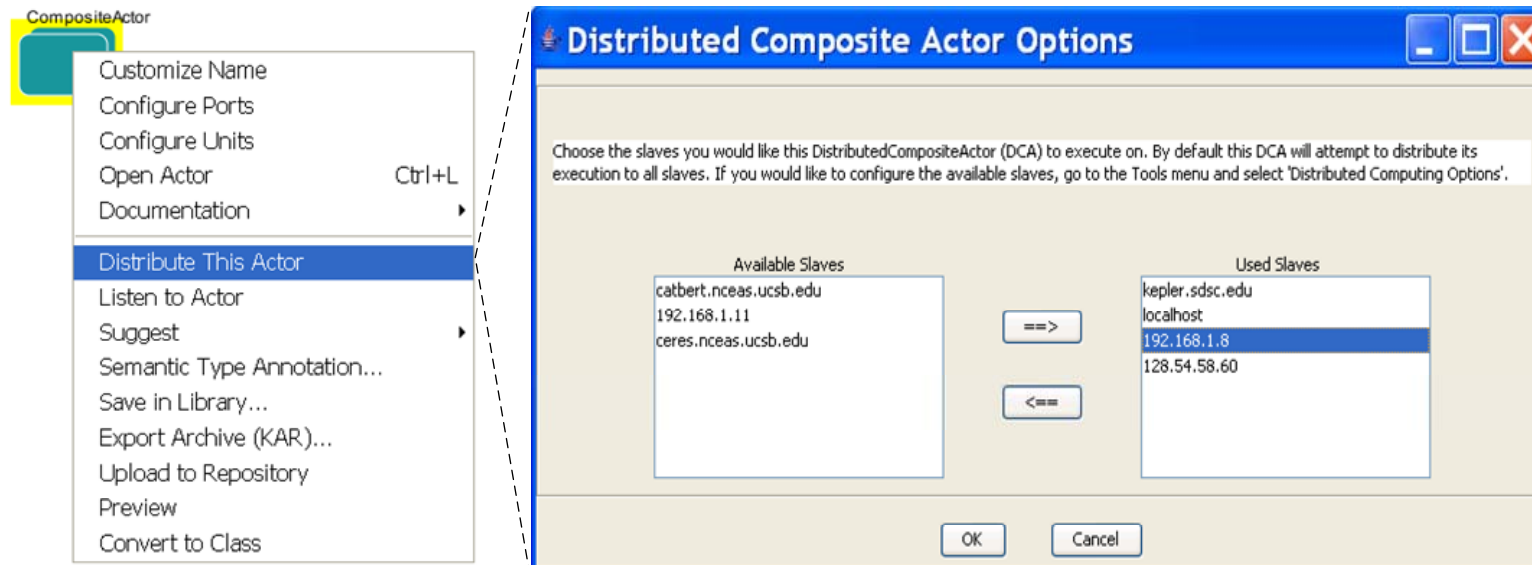 CompositeActor
Customize Name
Configure Ports
Configure Units
Open Actor Ctrl+L
Documentation
Distribute This Actor
Listen to Actor
Suggest
Semantic Type Annotation...
Save in Library...
Export Archive (KAR)...
Upload to Repository
Preview
Convert to Class
Distributed Composite Actor Options
Choose the slaves you would like this DistributedCompositeActor (DCA) to execute on. By default this DCA will attempt to distribute its
execution to all slaves. If you would like to configure the available slaves, go to the Tools menu and select 'Distributed Computing Options'.
Available Slaves
catbert.nceas.ucsb.edu
192.168.1.11
ceres.nceas.ucsb.edu
==>
<==
Used Slaves
kepler.sdsc.edu
localhost
192.168.1.8
128.54.58.60
OK
Cancel